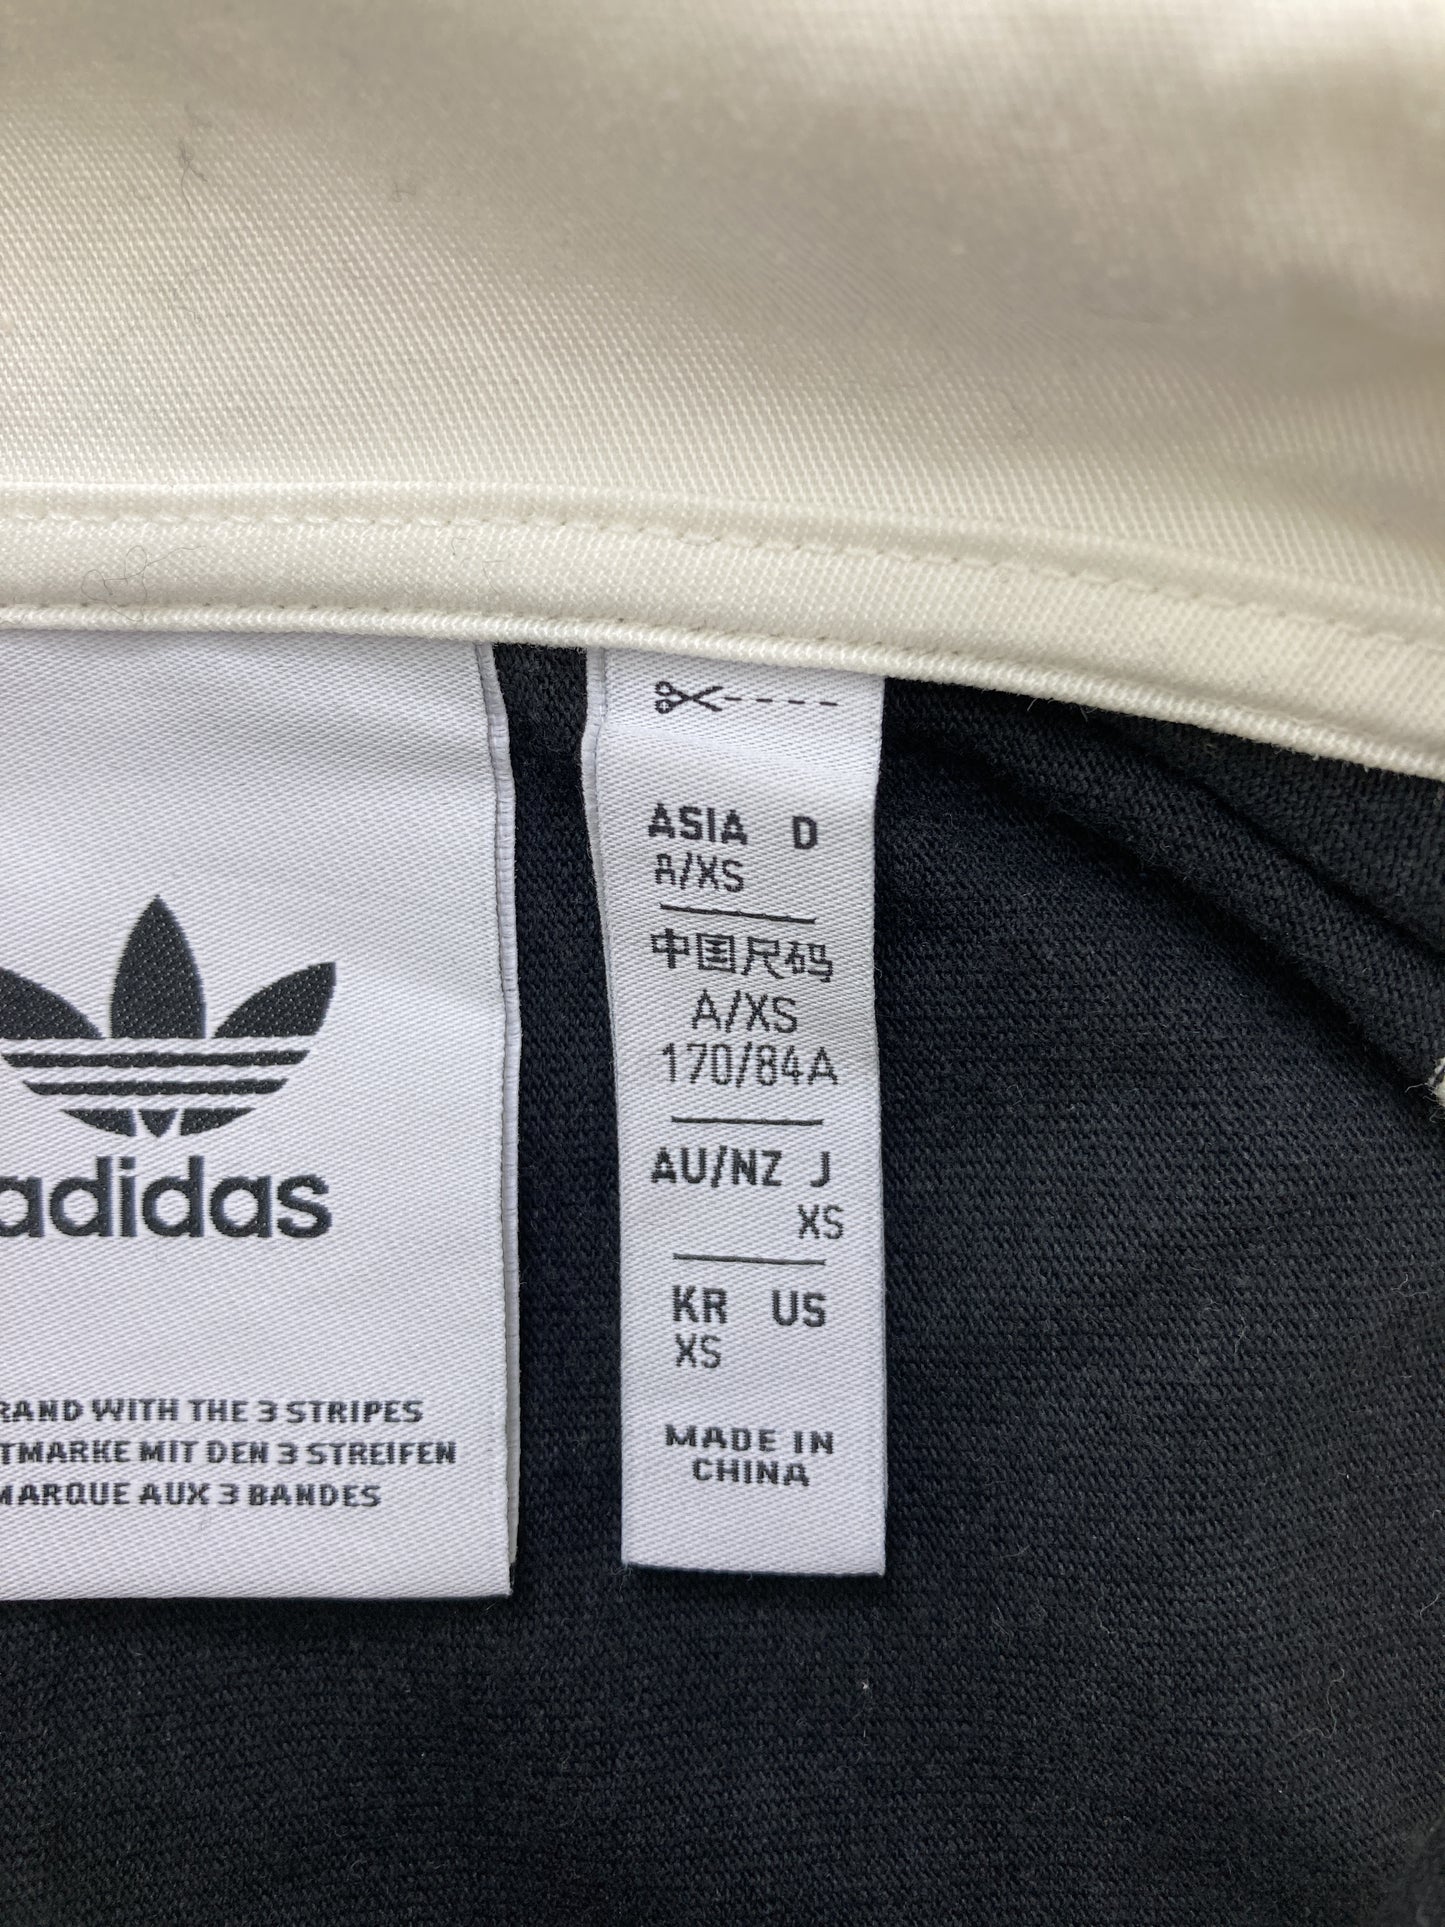 adidas
RAND WITH THE 3 STRIPES
TMARKE MIT DEN 3 STREIFEN
MARQUE AUX 3 BANDES
ASIA D
A/XS
中国尺码
A/XS
170/84A
AU/NZ J
XS
KR US
XS
MADE IN
CHINA